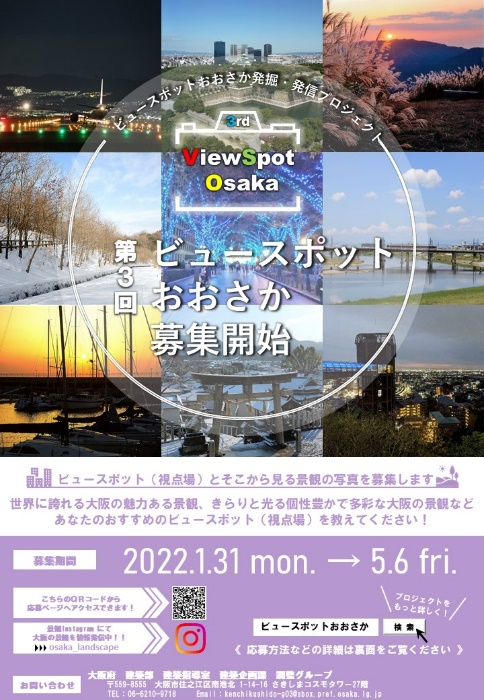 ビュースポットおおさか発掘・発信プロジェクト
3rd
ViewSpot
Osaka
第3回
ビュースポット
おおさか
募集開始
ビュースポット（視点場）とそこから見る景観の写真を募集します
世界に誇れる大阪の魅力ある景観、きらりと光る個性豊かで多彩な大阪の景観など
あなたのおすすめのビュースポット（視点場）を教えてください！
募集期間
2022.1.31 mon. → 5.6 fri.
こちらのQRコードから
応募ページへアクセスできます！
景観Instagram にて
大阪の景観を情報発信中！！
osaka_landscape
プロジェクトを
もっと詳しく！
ビュースポットおおさか
検索
《 応募方法などの詳細は裏面をご覧ください 》
お問い合わせ
大阪府 建築部 建築指導室 建築企画課 調整グループ
〒559-8555 大阪市住之江区南港北 1-14-16 さきしまコスモタワー27階
TEL：06-6210-9718 Email：kenchikushido-g03@sbox.pref.osaka.lg.jp